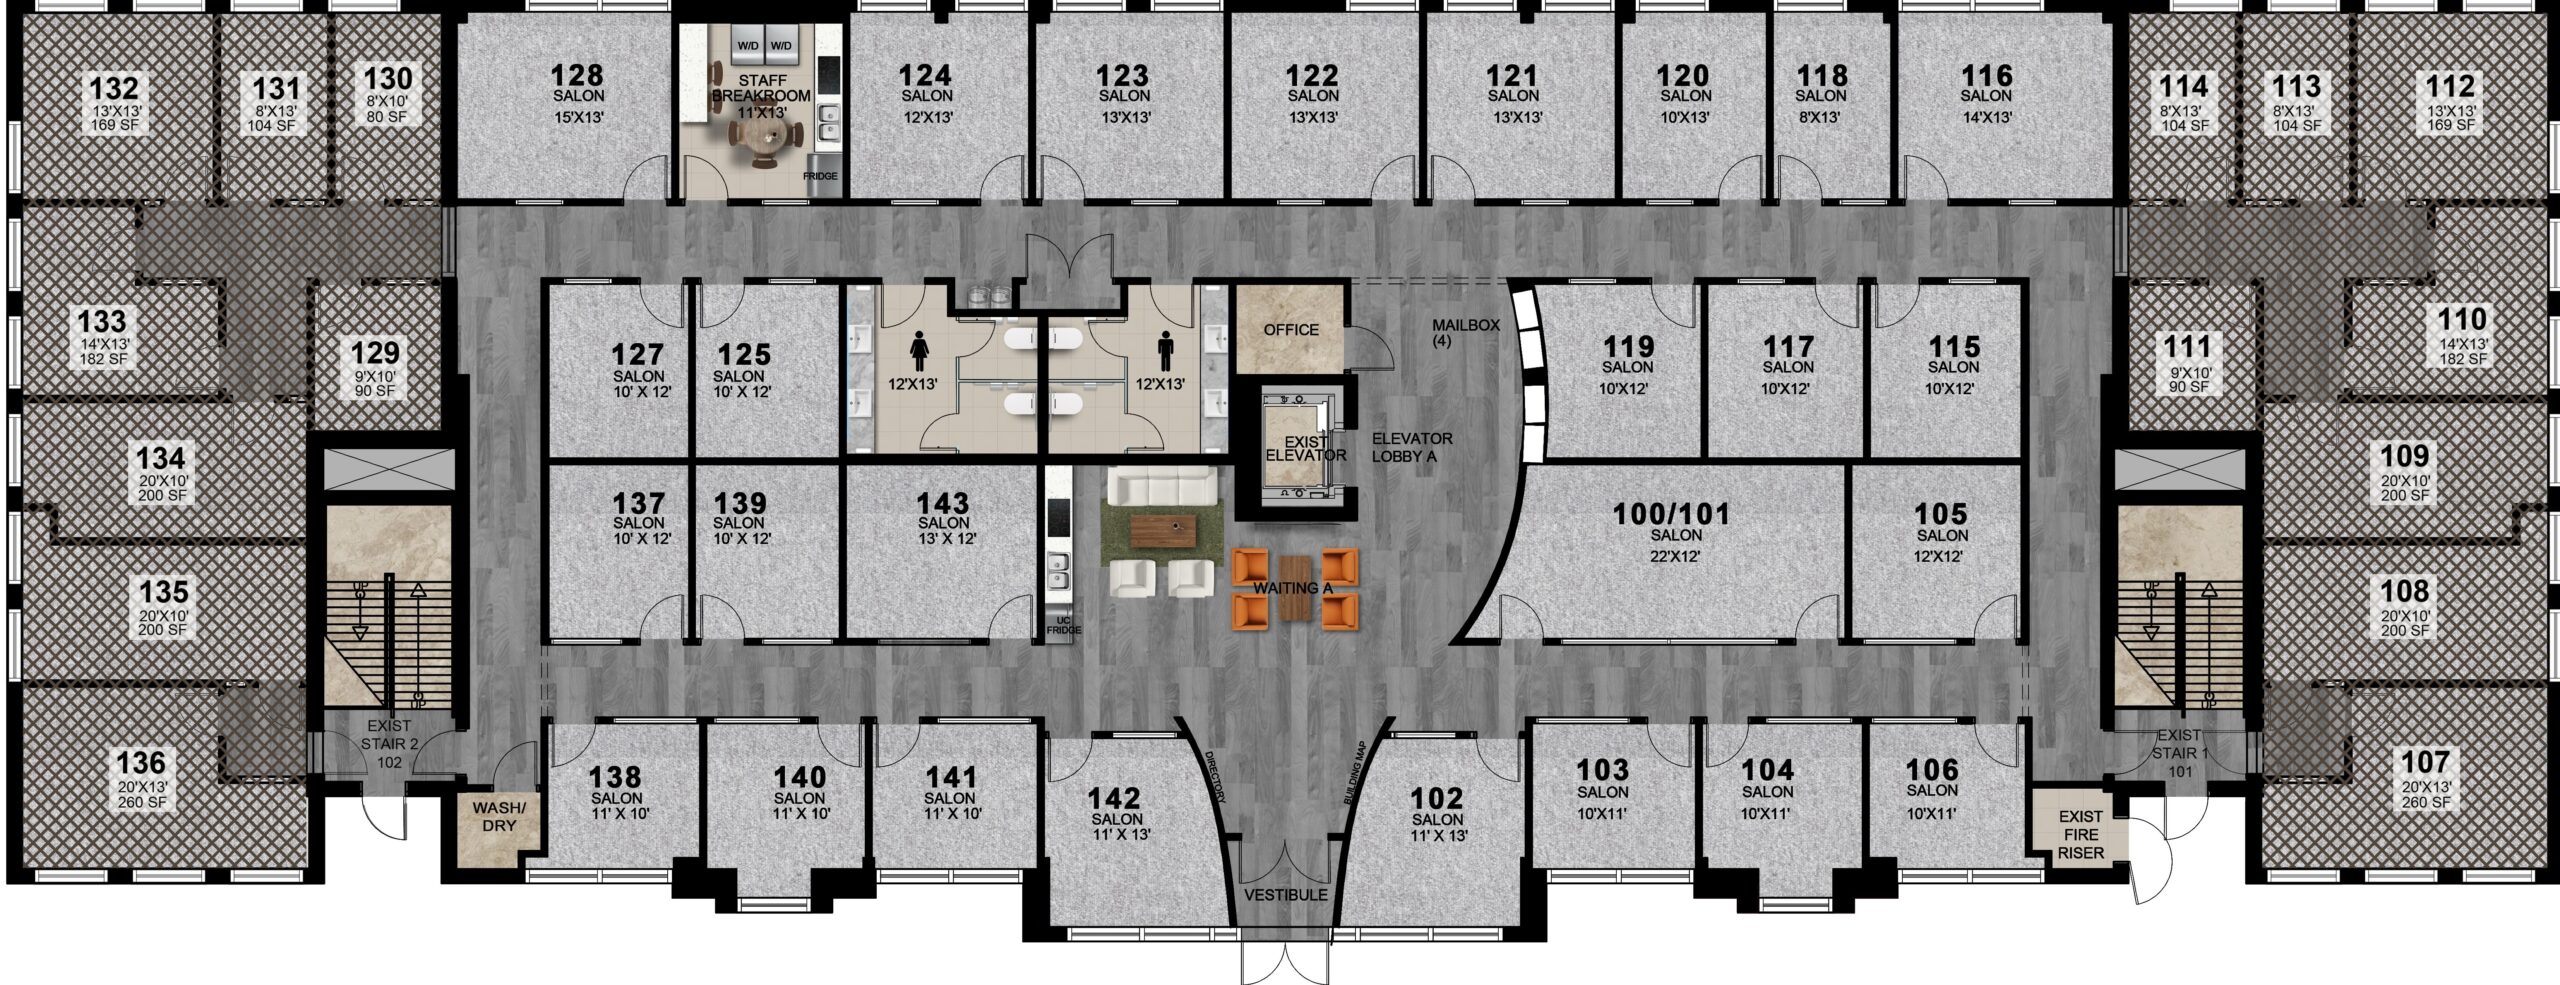 132
13'X13'
169 SF
131
8'X13'
104 SF
130
8'X10'
80 SF
128
SALON
15'X13'
W/D
W/D
STAFF
BREAKROOM
11'X13'
FRIDGE
124
SALON
12'X13'
123
SALON
13'X13'
122
SALON
13'X13'
121
SALON
13'X13'
120
SALON
10'X13'
118
SALON
8'X13'
116
SALON
14'X13'
114
8'X13'
104 SF
113
8'X13'
104 SF
112
13'X13'
169 SF
133
14'X13'
182 SF
129
9'X10'
90 SF
127
SALON
10' X 12'
125
SALON
10' X 12'
12'X13'
12'X13'
OFFICE
MAILBOX
(4)
119
SALON
10'X12'
117
SALON
10'X12'
115
SALON
10'X12'
111
9'X10'
90 SF
110
14'X13'
182 SF
134
20'X10'
200 SF
137
SALON
10' X 12'
139
SALON
10' X 12'
143
SALON
13' X 12'
EXIST
ELEVATOR
ELEVATOR
LOBBY A
100/101
SALON
22'X12'
105
SALON
12'X12'
109
20'X10'
200 SF
135
20'X10'
200 SF
UP
UP
UC
FRIDGE
WAITING A
UP
UP
108
20'X10'
200 SF
136
20'X13'
260 SF
EXIST
STAIR 2
102
WASH/
DRY
138
SALON
11' X 10'
140
SALON
11' X 10'
141
SALON
11' X 10'
142
SALON
11' X 13'
DIRECTORY
VESTIBULE
BUILDING MAP
102
SALON
11' X 13'
103
SALON
10'X11'
104
SALON
10'X11'
106
SALON
10'X11'
EXIST
FIRE
RISER
EXIST
STAIR 1
101
107
20'X13'
260 SF